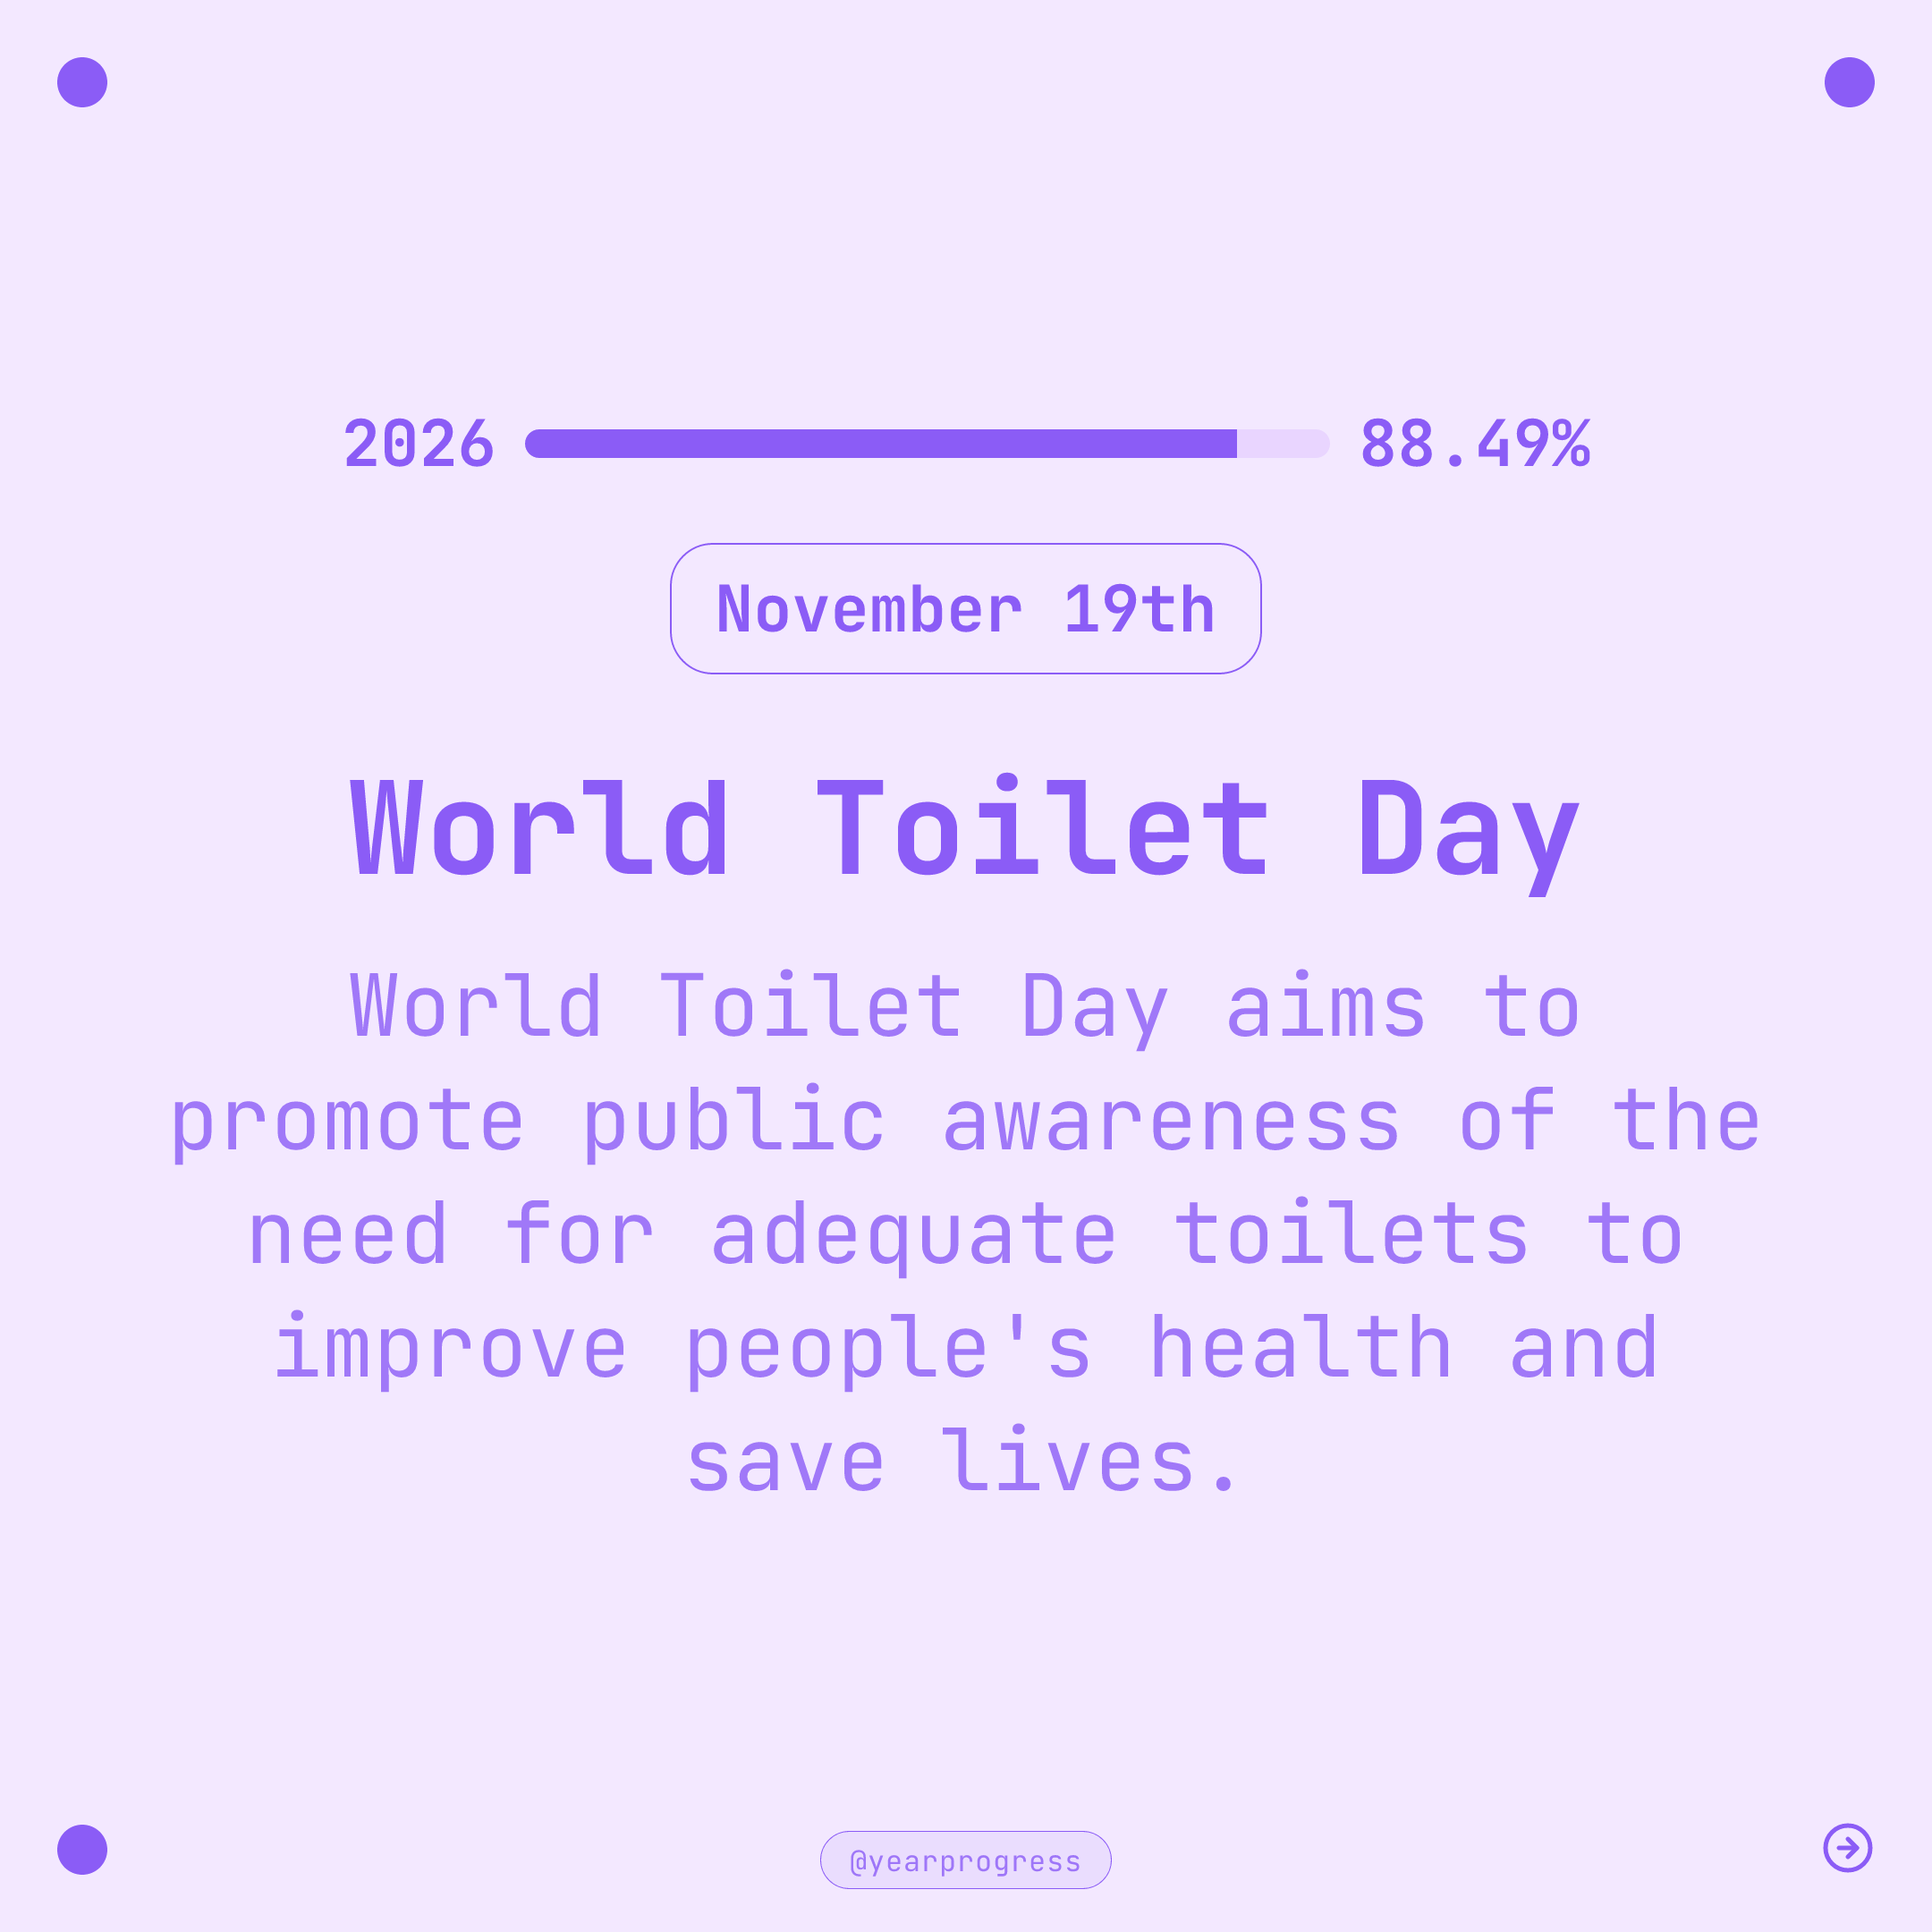 2026 88.49%
November 19th
World Toilet Day
World Toilet Day aims to
promote public awareness of the
need for adequate toilets to
improve people's health and
save lives.
@yearprogress